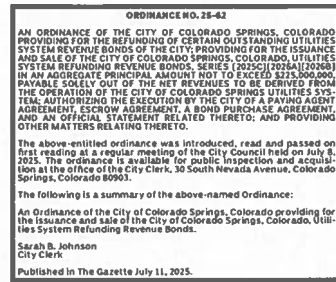 ORDINANCE NO. 25-62
AN ORDINANCE OF THE CITY OF COLORADO SPRINGS, COLORADO
PROVIDING FOR THE REFUNDING OF CERTAIN OUTSTANDING UTILITIES
SYSTEM REVENUE BONDS OF THE CITY; PROVIDING FOR THE ISSUANCE
AND SALE OF THE CITY OF COLORADO SPRINGS, COLORADO, UTILITIES
SYSTEM REFUNDING REVENUE BONDS, SERIES [2025C][2026A][2026B]
IN AN AGGREGATE PRINCIPAL AMOUNT NOT TO EXCEED $225,000,000,
PAYABLE SOLELY OUT OF THE NET REVENUES TO BE DERIVED FROM
THE OPERATION OF THE CITY OF COLORADO SPRINGS UTILITIES SYS-
TEM; AUTHORIZING THE EXECUTION BY THE CITY OF A PAYING AGENT
AGREEMENT, ESCROW AGREEMENT, A BOND PURCHASE AGREEMENT,
AND AN OFFICIAL STATEMENT RELATED THERETO; AND PROVIDING
OTHER MATTERS RELATING THERETO.
The above-entitled ordinance was introduced, read and passed on
first reading at a regular meeting of the City Council held on July 8,
2025. The ordinance is available for public inspection and acquisi-
tion at the office of the City Clerk, 30 South Nevada Avenue, Colorado
Springs, Colorado 80903.
The following is a summary of the above-named Ordinance:
An Ordinance of the City of Colorado Springs, Colorado providing for
the issuance and sale of the City of Colorado Springs, Colorado, Utili-
ties System Refunding Revenue Bonds.
Sarah B. Johnson
City Clerk
Published in The Gazette July 11, 2025.